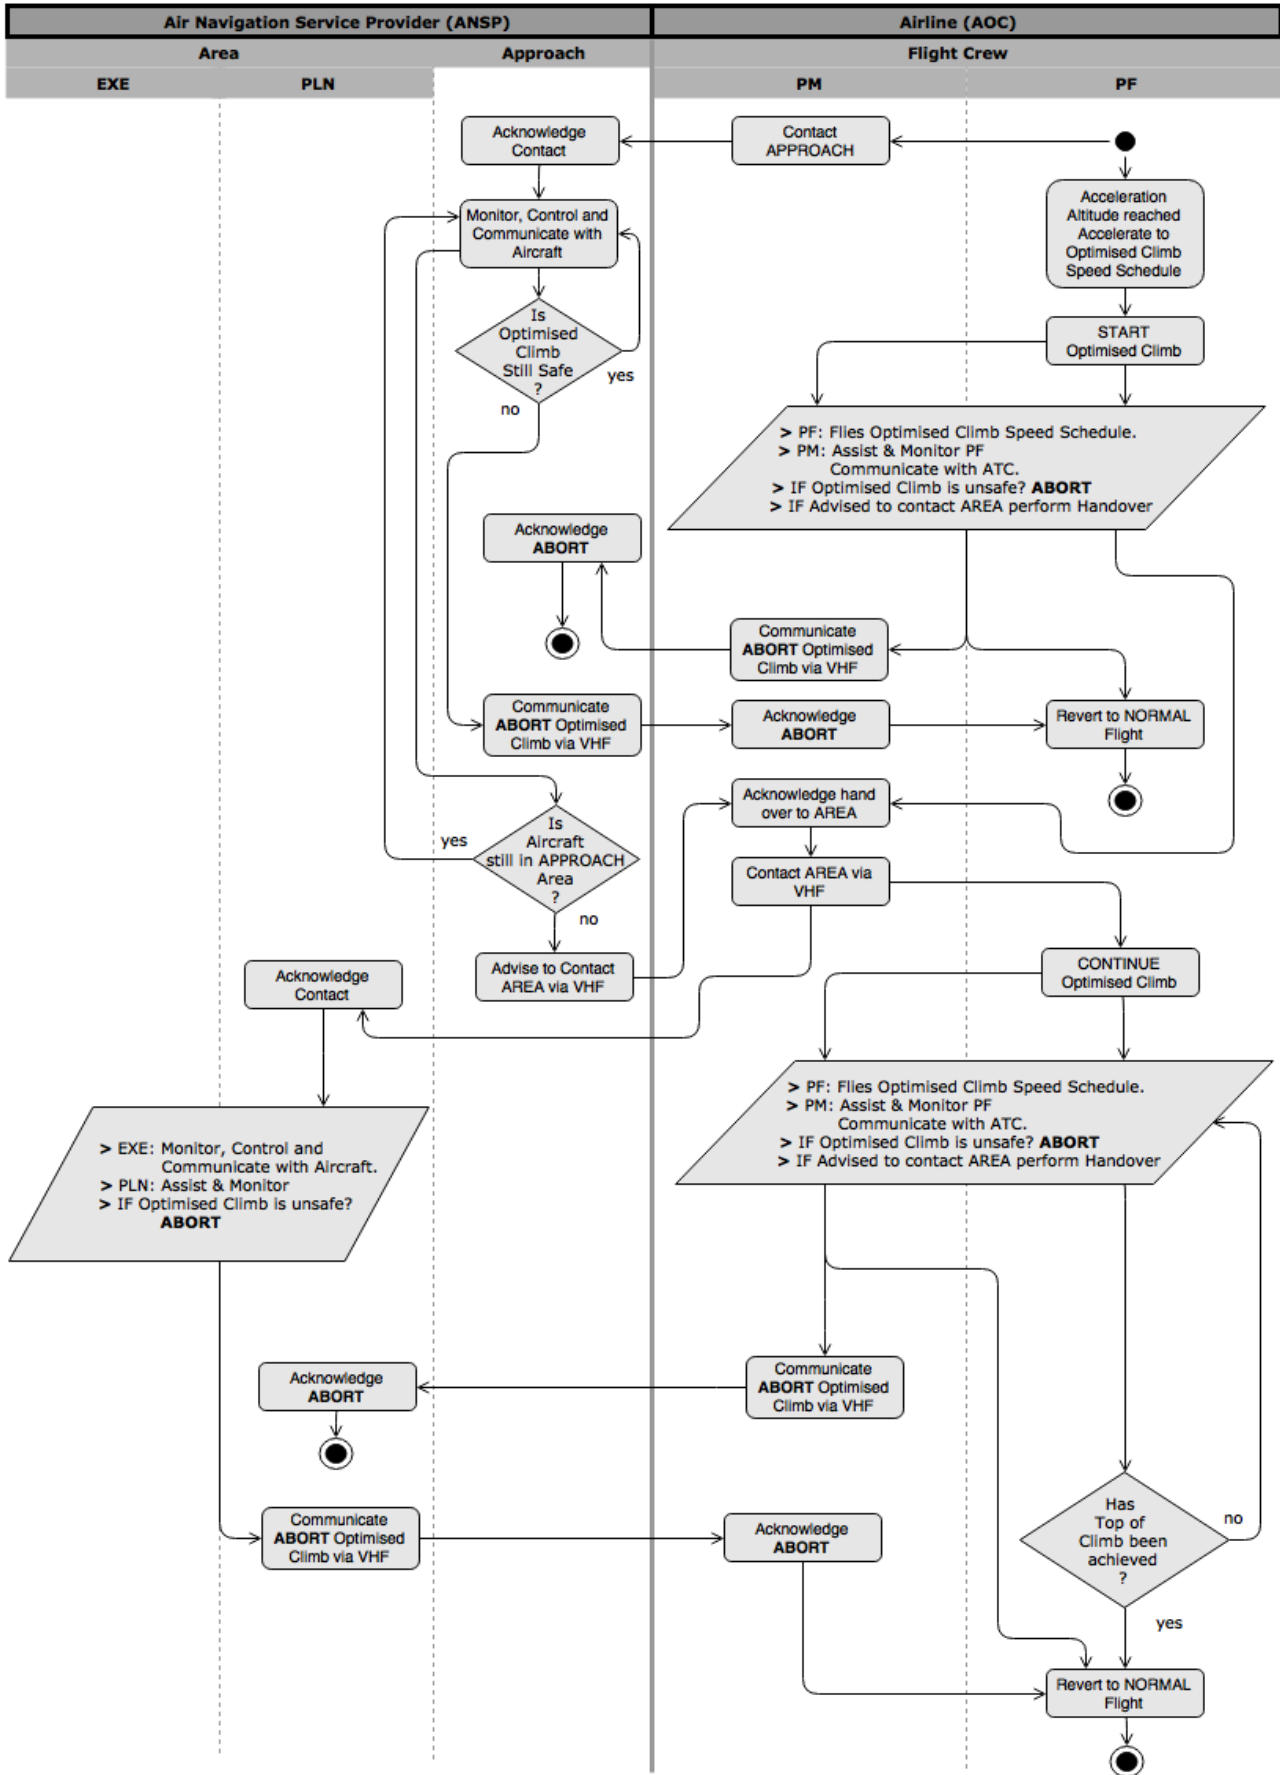 Air Navigation Service Provider (ANSP)
Airline (AOC)
Area
Approach
Flight Crew
EXE
PLN
PM
PF
Acknowledge
Contact
Contact
APPROACH
Monitor, Control and
Communicate with
Aircraft
Acceleration
Altitude reached
Accelerate to
Optimised Climb
Speed Schedule
Is
Optimised
Climb
Still Safe
?
yes
no
START
Optimised Climb
> PF: Flies Optimised Climb Speed Schedule.
> PM: Assist & Monitor PF
Communicate with ATC.
> IF Optimised Climb is unsafe? ABORT
> IF Advised to contact AREA perform Handover
Acknowledge
ABORT
Communicate
ABORT Optimised
Climb via VHF
Communicate
ABORT Optimised
Climb via VHF
Acknowledge
ABORT
Revert to NORMAL
Flight
Acknowledge hand
over to AREA
Is
Aircraft
still in APPROACH
Area
?
yes
no
Contact AREA via
VHF
Advise to Contact
AREA via VHF
Acknowledge
Contact
CONTINUE
Optimised Climb
> PF: Flies Optimised Climb Speed Schedule.
> PM: Assist & Monitor PF
Communicate with ATC.
> IF Optimised Climb is unsafe? ABORT
> IF Advised to contact AREA perform Handover
> EXE: Monitor, Control and
Communicate with Aircraft.
> PLN: Assist & Monitor
> IF Optimised Climb is unsafe?
ABORT
Acknowledge
ABORT
Communicate
ABORT Optimised
Climb via VHF
Communicate
ABORT Optimised
Climb via VHF
Acknowledge
ABORT
Has
Top of
Climb been
achieved
?
no
yes
Revert to NORMAL
Flight